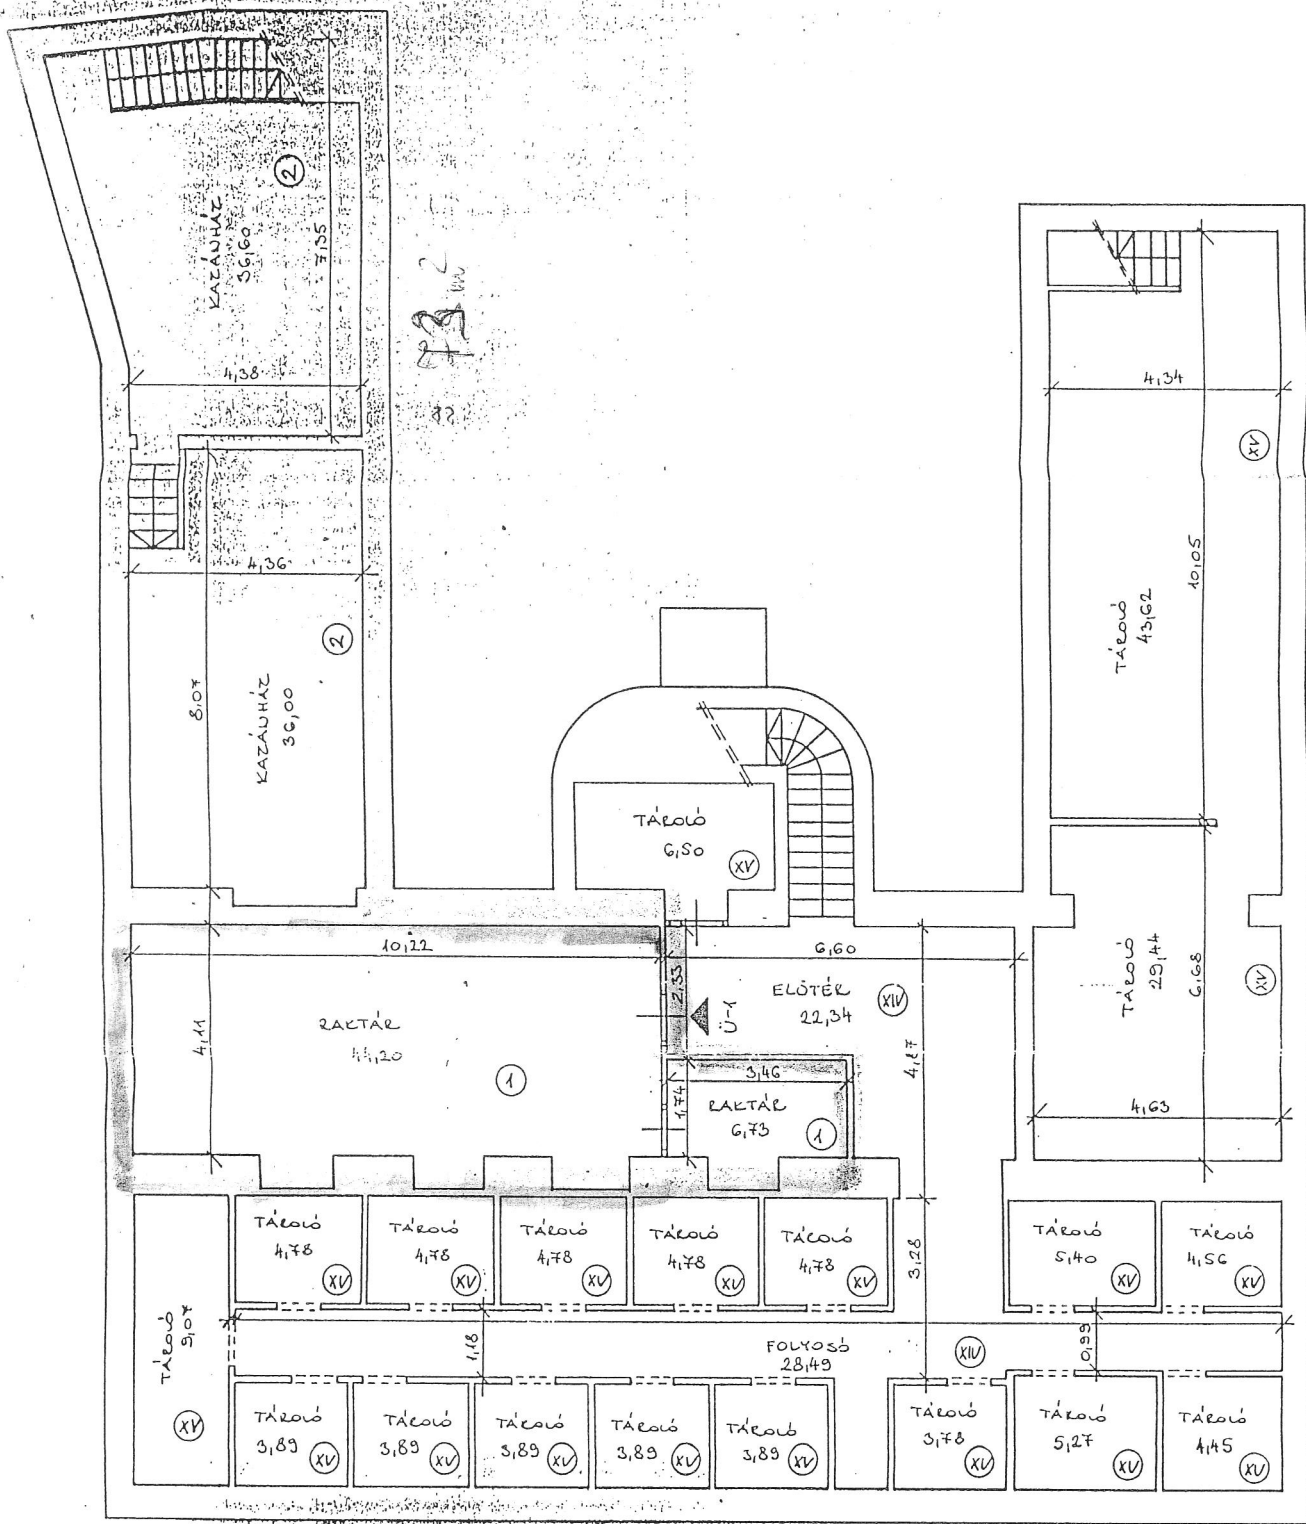 KAZÁNHÁZ
36,60
2
7,35
4,38
73 m2
4,36
8,07
KAZÁNHÁZ
36,00
2
4,34
XV
10,05
TÁROLÓ
43,62
TÁROLÓ
6,50
XV
10,22
4,11
RAKTÁR
44,20
1
2,33
Ü-1
6,60
ELŐTÉR
22,34
XIV
4,87
3,46
1,74
RAKTÁR
6,73
1
TÁROLÓ
29,44
6,68
XV
4,63
TÁROLÓ
4,78
XV
TÁROLÓ
4,78
XV
TÁROLÓ
4,78
XV
TÁROLÓ
4,78
XV
TÁROLÓ
4,78
XV
3,28
TÁROLÓ
5,40
XV
TÁROLÓ
4,56
XV
TÁROLÓ
9,07
XV
1,18
FOLYOSÓ
28,49
XIV
0,99
TÁROLÓ
3,89
XV
TÁROLÓ
3,89
XV
TÁROLÓ
3,89
XV
TÁROLÓ
3,89
XV
TÁROLÓ
3,89
XV
TÁROLÓ
3,78
TÁROLÓ
5,27
XV
TÁROLÓ
4,45
XV
XV